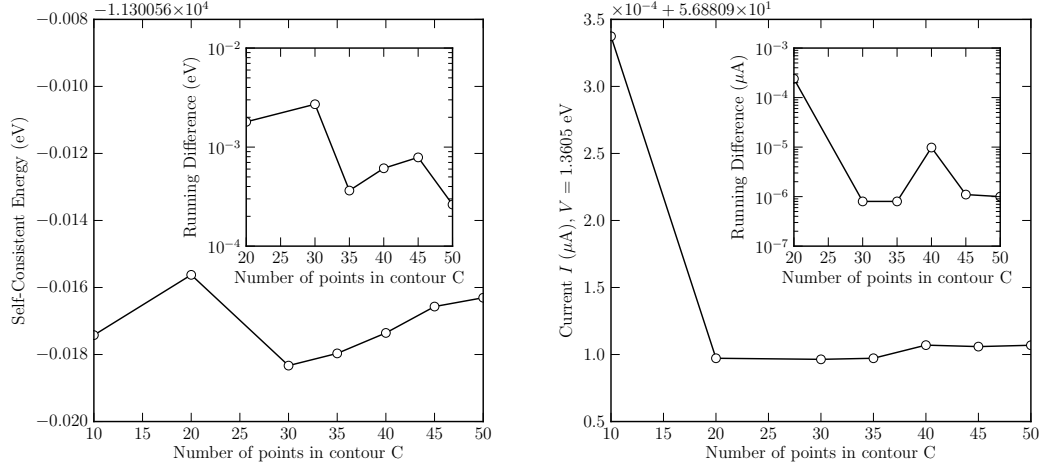 −1.130056×10⁴
−0.008
−0.010
−0.012
−0.014
−0.016
−0.018
−0.020
Self-Consistent Energy (eV)
10 15 20 25 30 35 40 45 50
Number of points in contour C
10⁻²
10⁻³
10⁻⁴
Running Difference (eV)
20 25 30 35 40 45 50
Number of points in contour C
×10⁻⁴ + 5.68809×10¹
3.5
3.0
2.5
2.0
1.5
1.0
0.5
Current I (μA), V = 1.3605 eV
10 15 20 25 30 35 40 45 50
Number of points in contour C
10⁻³
10⁻⁴
10⁻⁵
10⁻⁶
10⁻⁷
Running Difference (μA)
20 25 30 35 40 45 50
Number of points in contour C